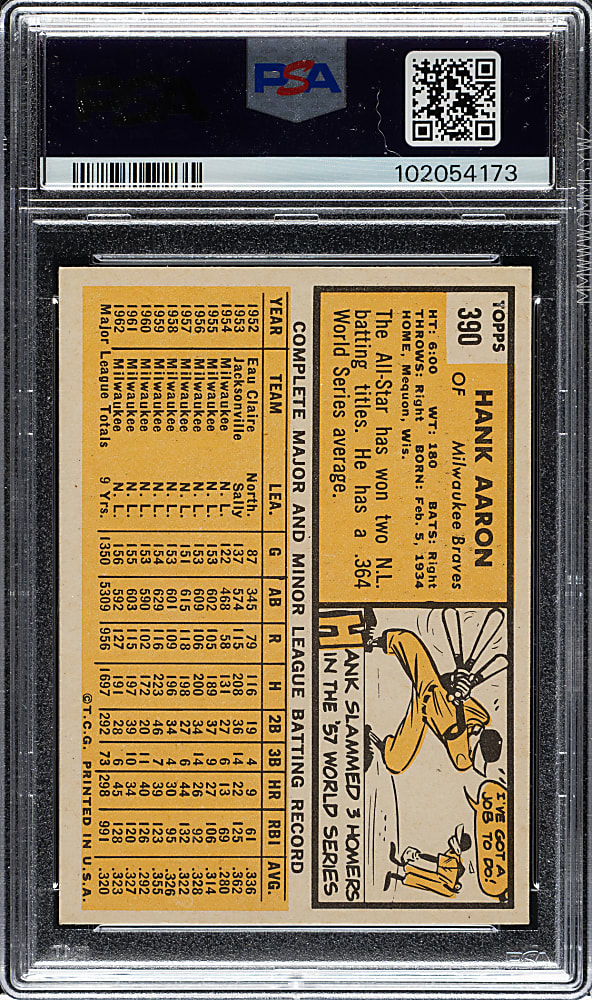 PSA
102054173
TOPPS
390
HANK AARON
OF Milwaukee Braves
HT: 6:00 WT: 180 BATS: Right
THROWS: Right BORN: Feb. 5, 1934
HOME, Mequon, Wis.
The All-Star has won two N.L.
batting titles. He has a .364
World Series average.
I'VE GOT A
JOB TO DO!
HANK SLAMMED 3 HOMERS
IN THE '57 WORLD SERIES
COMPLETE MAJOR AND MINOR LEAGUE BATTING RECORD
YEAR TEAM LEA. G AB R H 2B 3B HR RBI AVG.
1952 Eau Claire North. 87 345 79 116 19 4 9 61 .336
1953 Jacksonville Sally 137 574 115 208 36 14 22 125 .362
1954 Milwaukee N. L. 122 468 58 131 27 6 13 69 .280
1955 Milwaukee N. L. 153 602 105 189 37 9 27 106 .314
1956 Milwaukee N. L. 153 609 106 200 34 14 26 92 .328
1957 Milwaukee N. L. 151 615 118 198 27 6 44 132 .322
1958 Milwaukee N. L. 153 601 109 196 34 4 30 95 .326
1959 Milwaukee N. L. 154 629 116 223 46 7 39 123 .355
1960 Milwaukee N. L. 153 590 102 172 20 11 40 126 .292
1961 Milwaukee N. L. 155 603 115 197 39 10 34 120 .327
1962 Milwaukee N. L. 156 592 127 191 28 6 45 128 .323
Major League Totals 9 Yrs. 1350 5309 956 1697 292 73 298 991 .320
©T.C.G. PRINTED IN U.S.A.
PSA